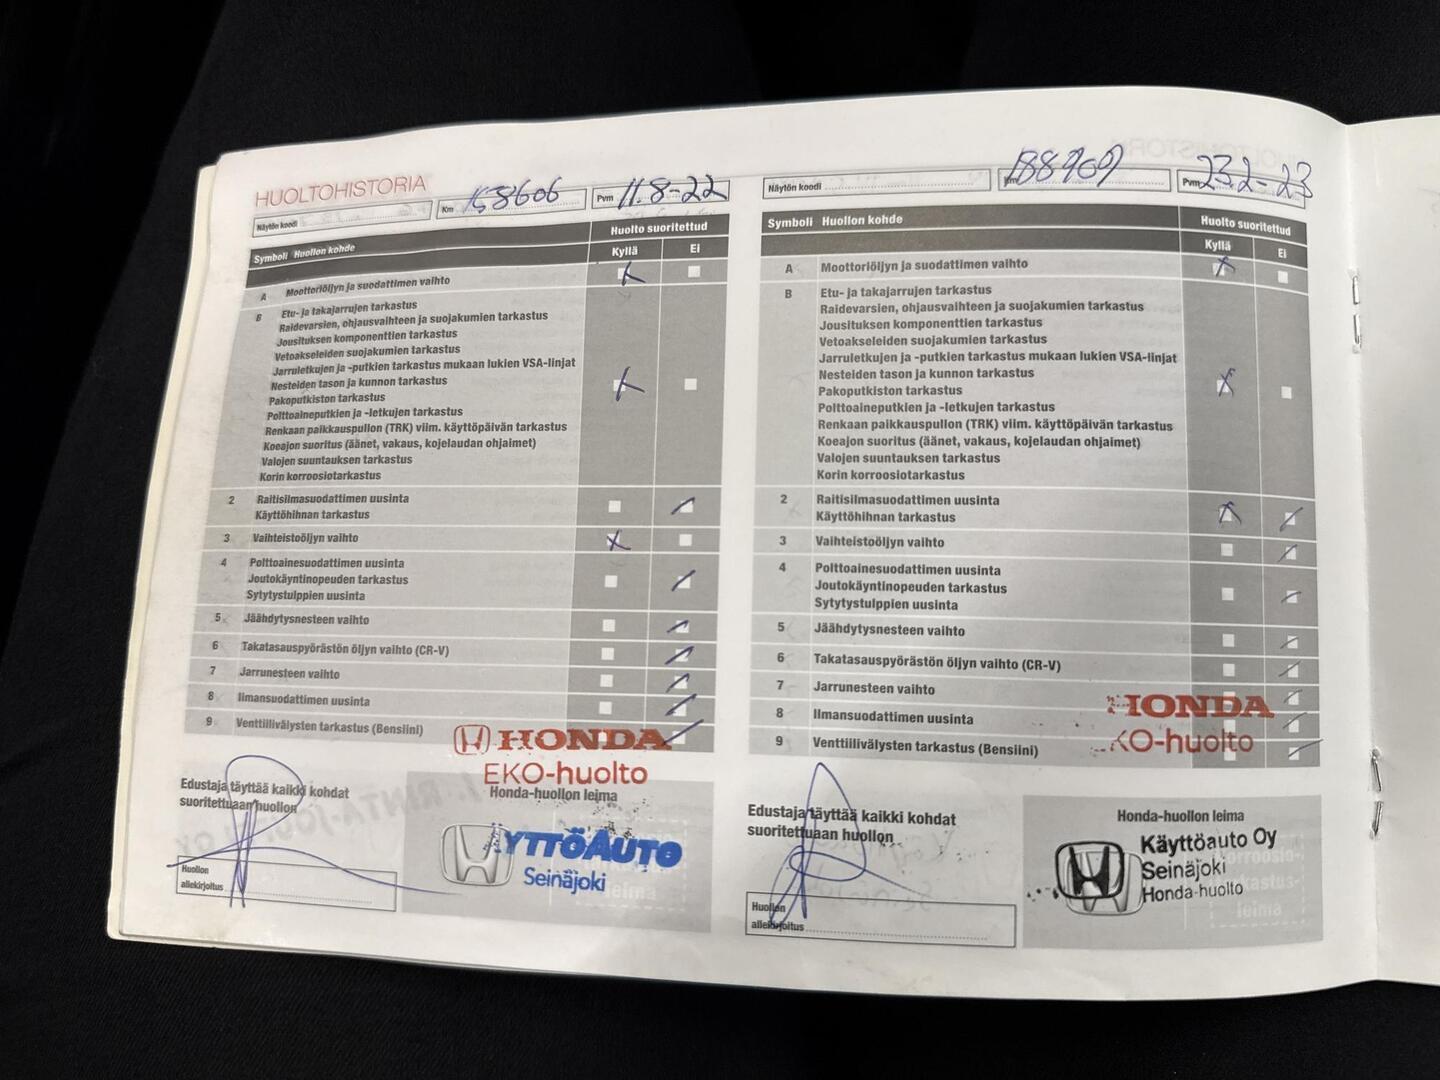 HUOLTOHISTORIA
Näytön koodi
Km 158606
Pvm 11.8-22
Symboli Huollon kohde
Huolto suoritettud
Kyllä Ei
A Moottoriöljyn ja suodattimen vaihto
B Etu- ja takajarrujen tarkastus
Raidevarsien, ohjausvaihteen ja suojakumien tarkastus
Jousituksen komponenttien tarkastus
Vetoakseleiden suojakumien tarkastus
Jarruletkujen ja -putkien tarkastus mukaan lukien VSA-linjat
Nesteiden tason ja kunnon tarkastus
Pakoputkiston tarkastus
Polttoaineputkien ja -letkujen tarkastus
Renkaan paikkauspullon (TRK) viim. käyttöpäivän tarkastus
Koeajon suoritus (äänet, vakaus, kojelaudan ohjaimet)
Valojen suuntauksen tarkastus
Korin korroosiotarkastus
2 Raitisilmasuodattimen uusinta
Käyttöhihnan tarkastus
3 Vaihteistoöljyn vaihto
4 Polttoainesuodattimen uusinta
Joutokäyntinopeuden tarkastus
Sytytystulppien uusinta
5 Jäähdytysnesteen vaihto
6 Takatasauspyörästön öljyn vaihto (CR-V)
7 Jarrunesteen vaihto
8 Ilmansuodattimen uusinta
9 Venttiilivälysten tarkastus (Bensiini)
HONDA
EKO-huolto
Edustaja täyttää kaikki kohdat
suoritettuaan huollon
Honda-huollon leima
YTTÖAUTO
Seinäjoki
Huollon
allekirjoitus
Näytön koodi
Km
Pvm 23.2-23
Symboli Huollon kohde
Huolto suoritettud
Kyllä Ei
A Moottoriöljyn ja suodattimen vaihto
B Etu- ja takajarrujen tarkastus
Raidevarsien, ohjausvaihteen ja suojakumien tarkastus
Jousituksen komponenttien tarkastus
Vetoakseleiden suojakumien tarkastus
Jarruletkujen ja -putkien tarkastus mukaan lukien VSA-linjat
Nesteiden tason ja kunnon tarkastus
Pakoputkiston tarkastus
Polttoaineputkien ja -letkujen tarkastus
Renkaan paikkauspullon (TRK) viim. käyttöpäivän tarkastus
Koeajon suoritus (äänet, vakaus, kojelaudan ohjaimet)
Valojen suuntauksen tarkastus
Korin korroosiotarkastus
2 Raitisilmasuodattimen uusinta
Käyttöhihnan tarkastus
3 Vaihteistoöljyn vaihto
4 Polttoainesuodattimen uusinta
Joutokäyntinopeuden tarkastus
Sytytystulppien uusinta
5 Jäähdytysnesteen vaihto
6 Takatasauspyörästön öljyn vaihto (CR-V)
7 Jarrunesteen vaihto
8 Ilmansuodattimen uusinta
9 Venttiilivälysten tarkastus (Bensiini)
HONDA
KO-huolto
Edustaja täyttää kaikki kohdat
suoritettuaan huollon
Honda-huollon leima
Käyttöauto Oy
Seinäjoki
Honda-huolto
Huollon
allekirjoitus